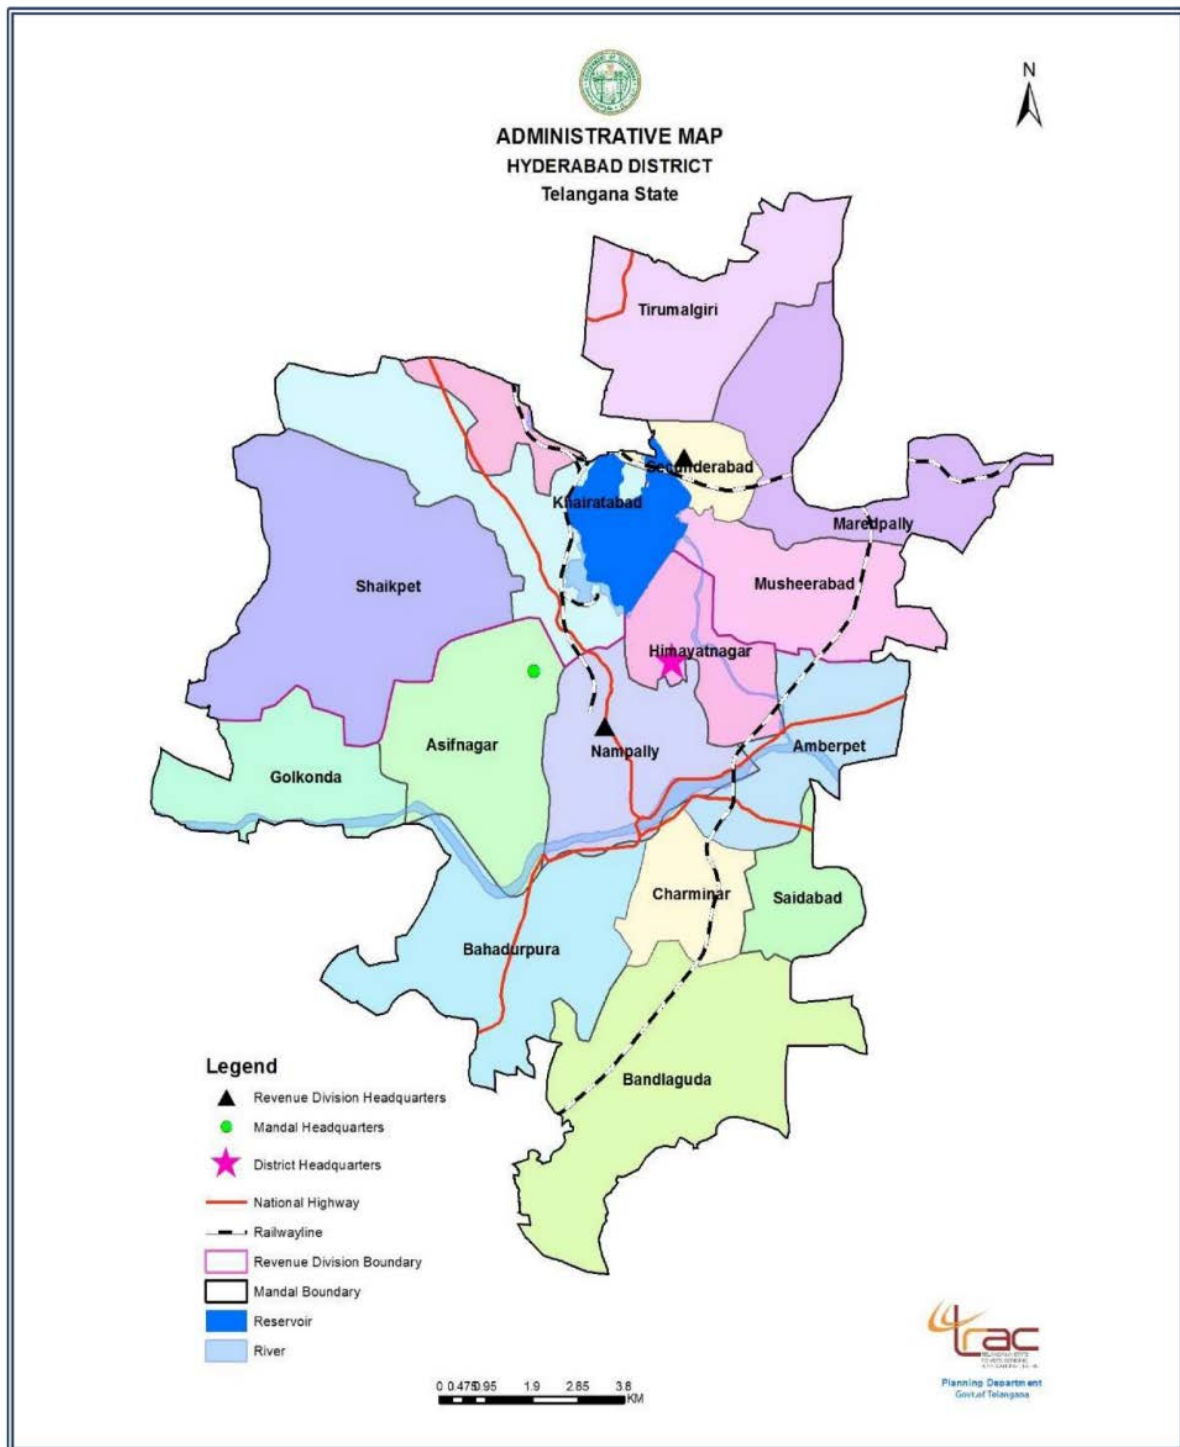 N
ADMINISTRATIVE MAP
HYDERABAD DISTRICT
Telangana State
Tirumalgiri
Secunderabad
Khairatabad
Maredpally
Musheerabad
Shaikpet
Himayatnagar
Asifnagar
Nampally
Amberpet
Golkonda
Charminar
Saidabad
Bahadurpura
Bandlaguda
Legend
Revenue Division Headquarters
Mandal Headquarters
District Headquarters
National Highway
Railwayline
Revenue Division Boundary
Mandal Boundary
Reservoir
River
0 0.475 0.95 1.9 2.85 3.8
KM
trac
Planning Department
Govt.of Telangana